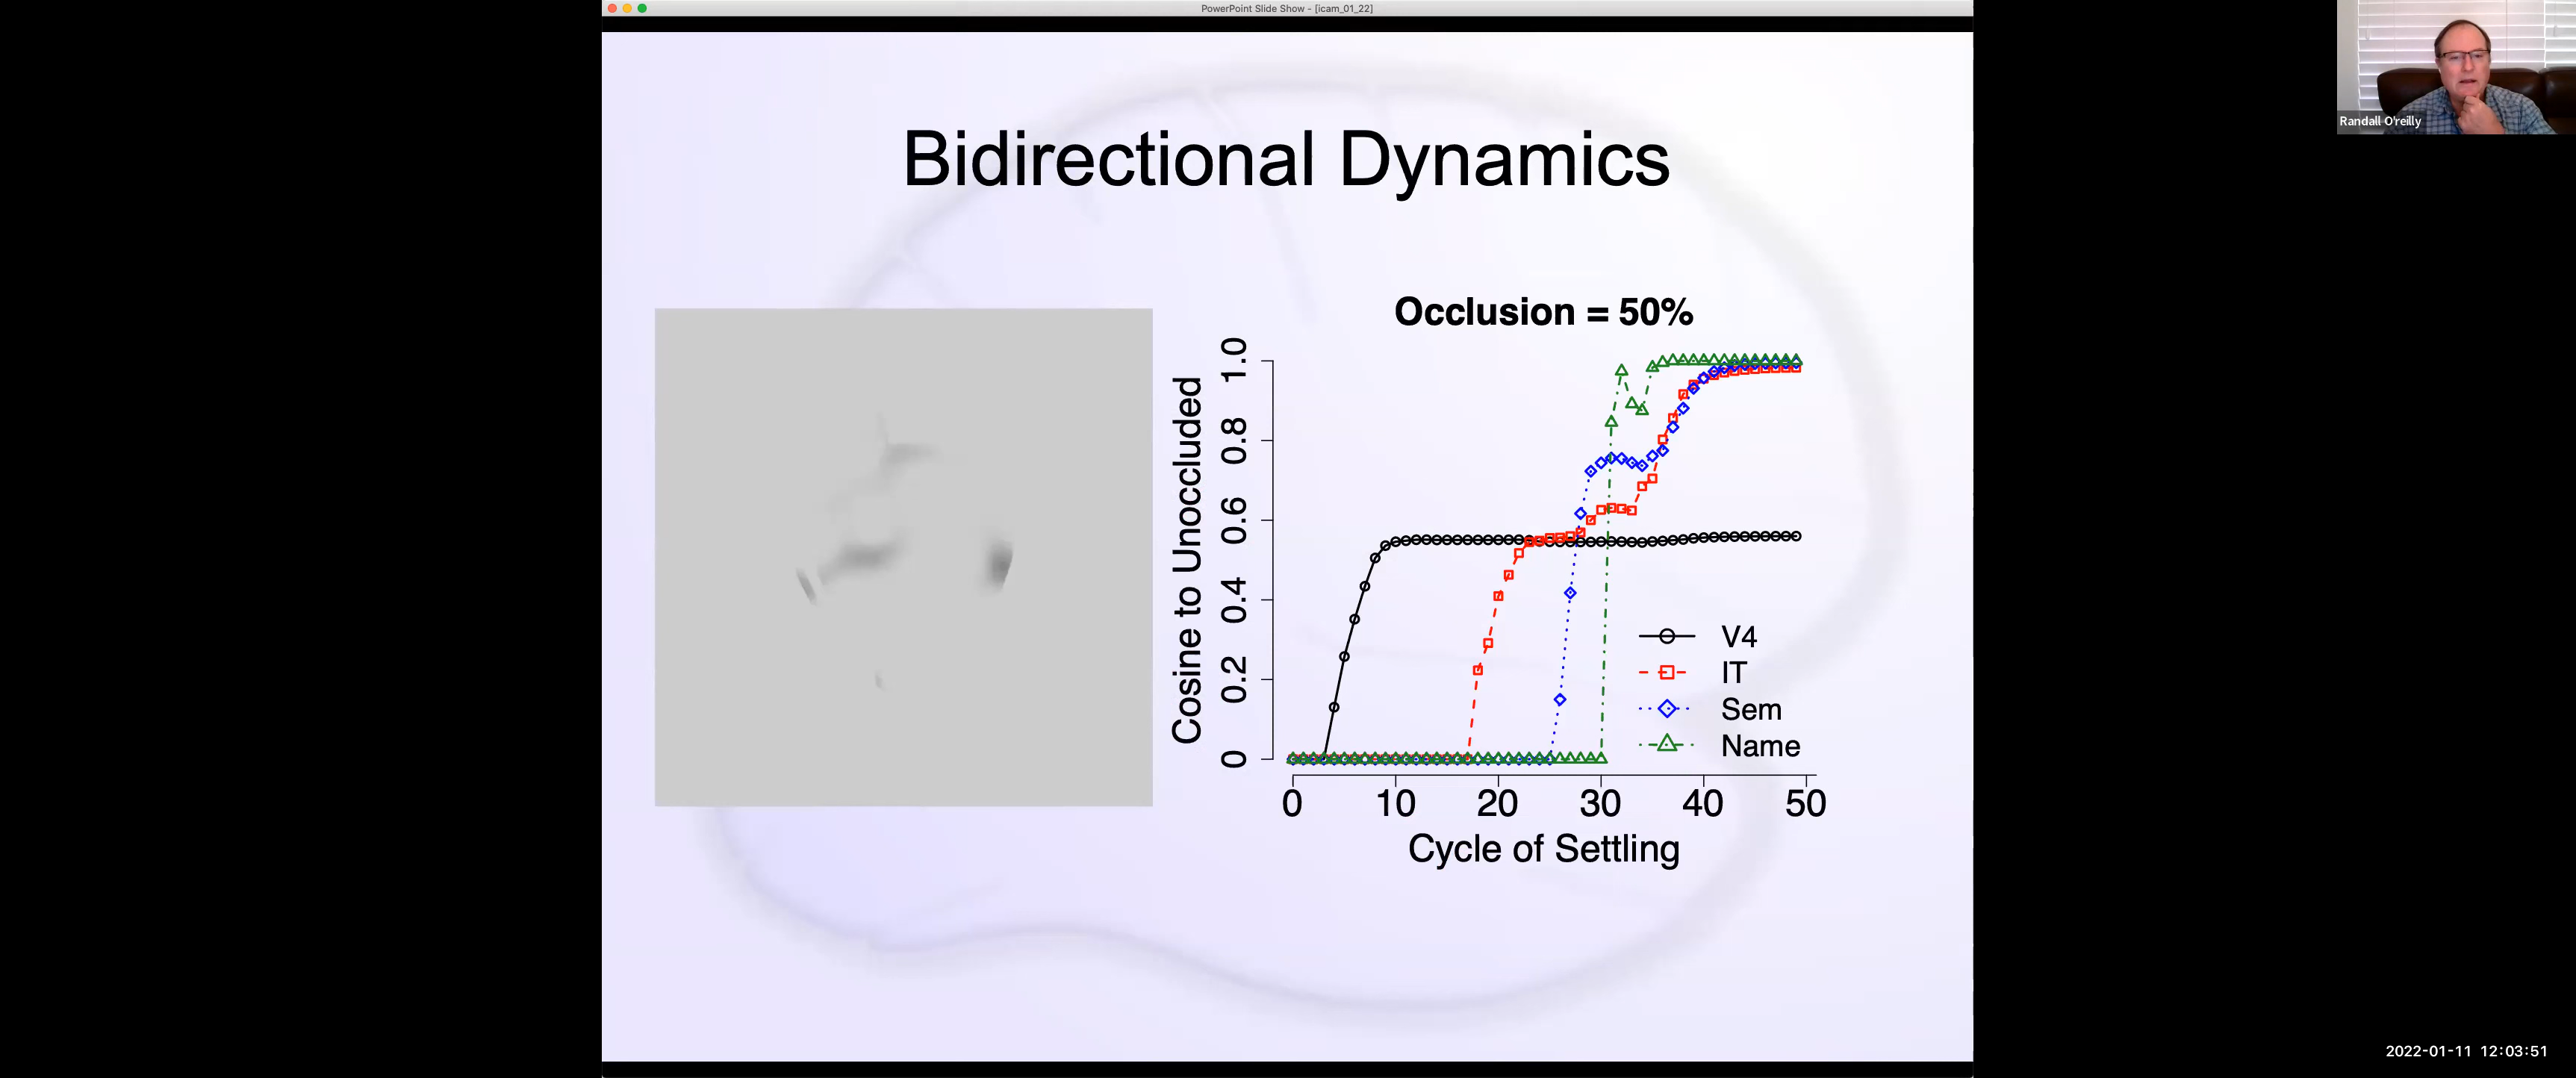 PowerPoint Slide Show - [icam_01_22]
Randall O'reilly
Bidirectional Dynamics
Occlusion = 50%
Cosine to Unoccluded
1.0
0.8
0.6
0.4
0.2
0
V4
IT
Sem
Name
0 10 20 30 40 50
Cycle of Settling
2022-01-11 12:03:51